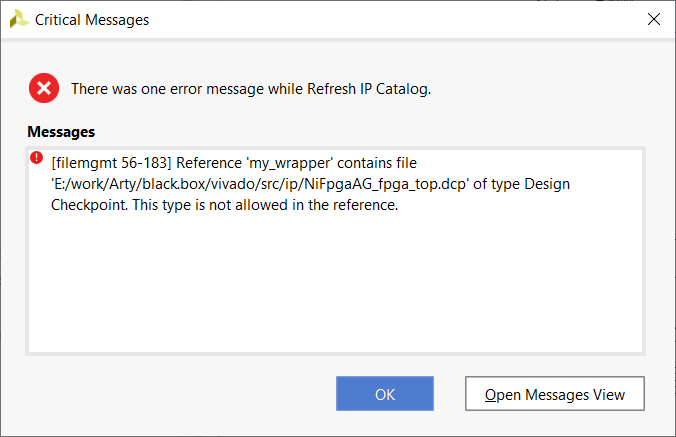 Critical Messages
There was one error message while Refresh IP Catalog.
Messages
[filemgmt 56-183] Reference 'my_wrapper' contains file
'E:/work/Arty/black.box/vivado/src/ip/NiFpgaAG_fpga_top.dcp' of type Design
Checkpoint. This type is not allowed in the reference.
OK
Open Messages View